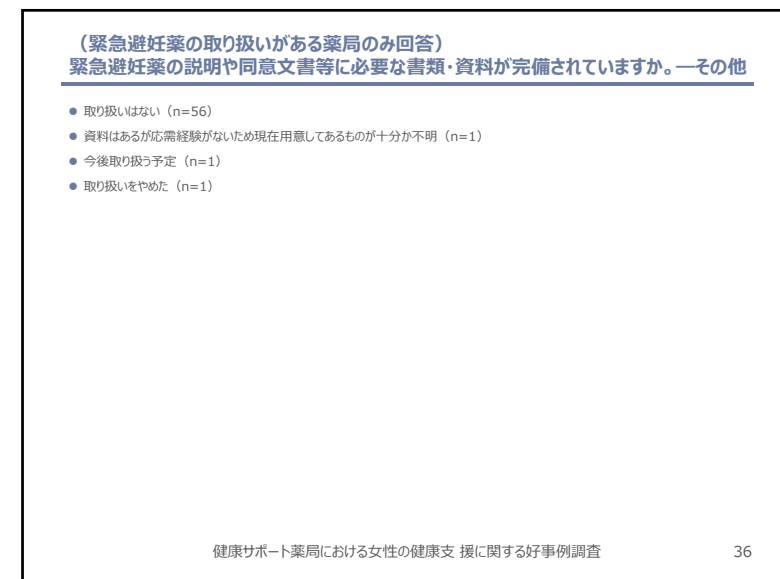 （緊急避妊薬の取り扱いがある薬局のみ回答）
緊急避妊薬の説明や同意文書等に必要な書類・資料が完備されていますか。―その他
● 取り扱いはない（n=56）
● 資料はあるが応需経験がないため現在用意してあるものが十分か不明（n=1）
● 今後取り扱う予定（n=1）
● 取り扱いをやめた（n=1）
健康サポート薬局における女性の健康支 援に関する好事例調査
36